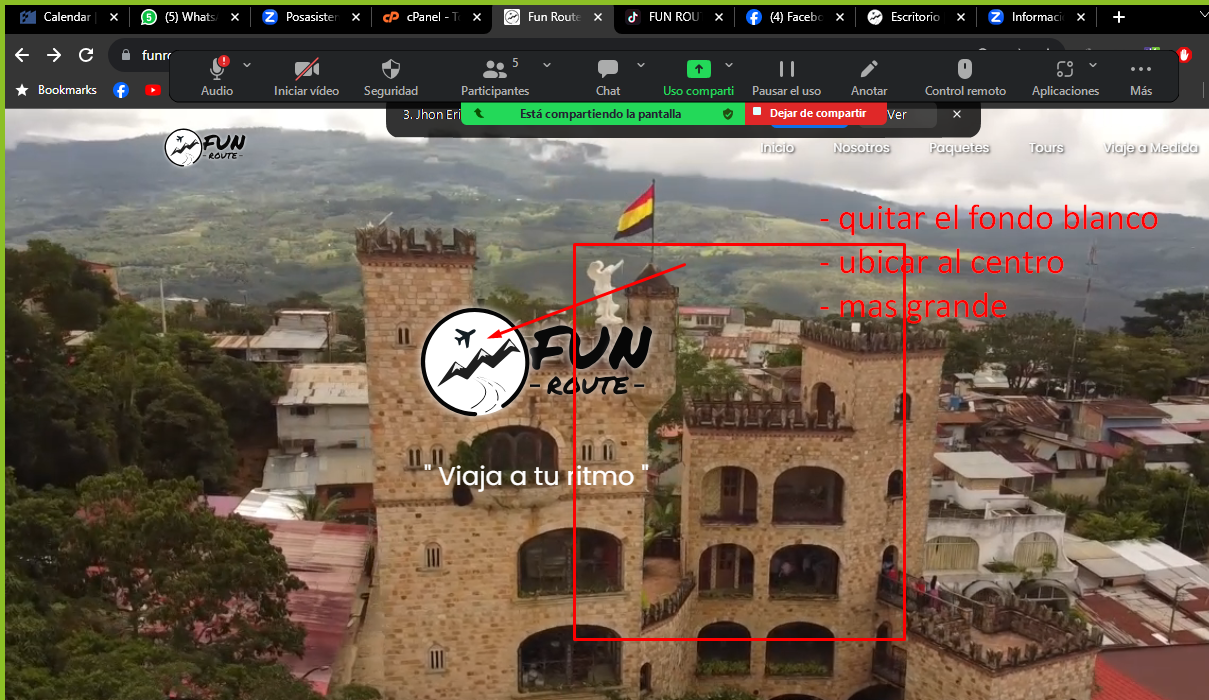 Calendar
(5) Whats
Posasister
cPanel - T
Fun Route
FUN ROU
(4) Facebo
Escritorio
Informaci
funro
5
Audio
Iniciar vídeo
Seguridad
Participantes
Chat
Uso comparti
Pausar el uso
Anotar
Control remoto
Aplicaciones
Más
Bookmarks
3. Jhon Eri
Está compartiendo la pantalla
Dejar de compartir
Ver
FUN
- ROUTE -
Inicio
Nosotros
Paquetes
Tours
Viaje a Medida
- quitar el fondo blanco
- ubicar al centro
- mas grande
FUN
- ROUTE -
" Viaja a tu ritmo "